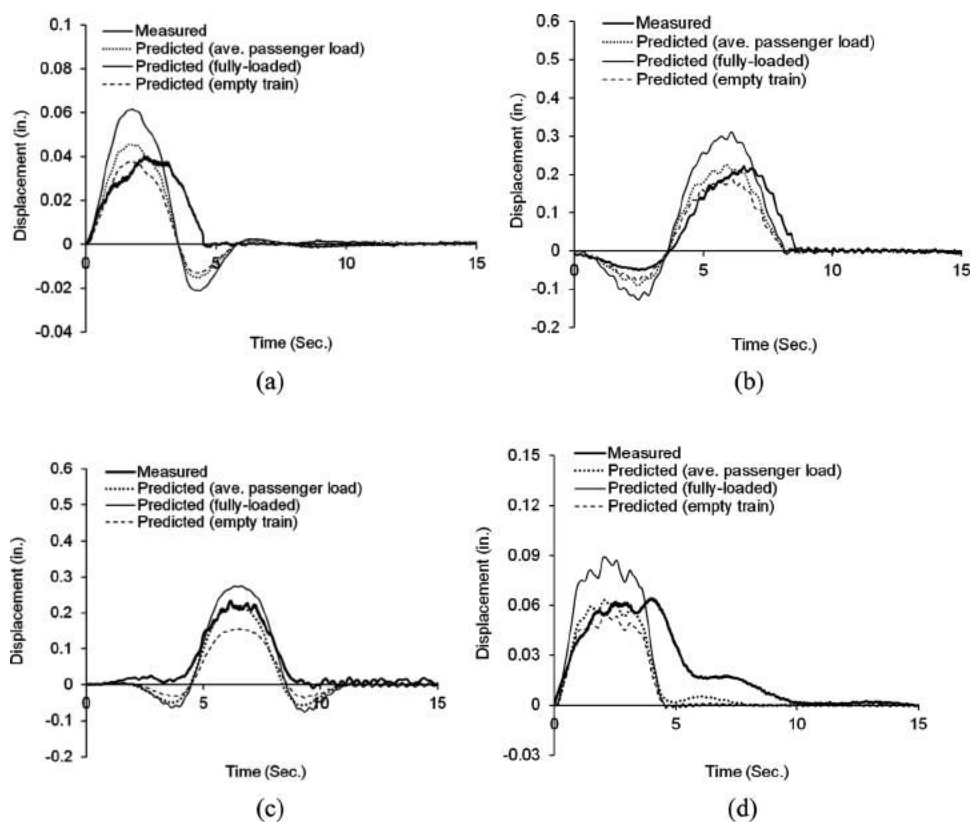 0.1
Measured
Predicted (ave. passenger load)
Predicted (fully-loaded)
Predicted (empty train)
0.08
0.06
0.04
0.02
0
-0.02
-0.04
0
5
10
15
Displacement (in.)
Time (Sec.)
(a)
0.6
Measured
Predicted (ave. passenger load)
Predicted (fully-loaded)
Predicted (empty train)
0.5
0.4
0.3
0.2
0.1
0
-0.1
-0.2
0
5
10
15
Displacement (in.)
Time (Sec.)
(b)
0.6
Measured
Predicted (ave. passenger load)
Predicted (fully-loaded)
Predicted (empty train)
0.5
0.4
0.3
0.2
0.1
0
-0.1
-0.2
0
5
10
15
Displacement (in.)
Time (Sec.)
(c)
0.15
Measured
Predicted (ave. passenger load)
Predicted (fully-loaded)
Predicted (empty train)
0.12
0.09
0.06
0.03
0
-0.03
0
5
10
15
Displacement (in.)
Time (Sec.)
(d)